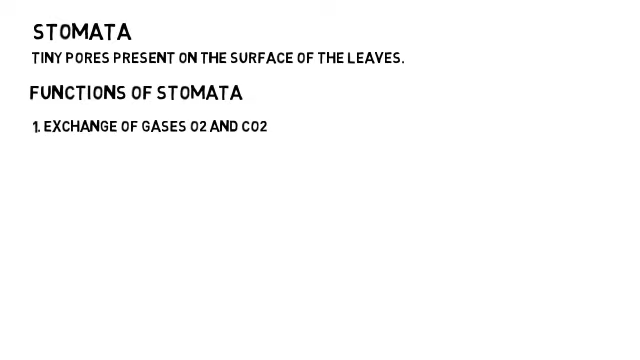 STOMATA
TINY PORES PRESENT ON THE SURFACE OF THE LEAVES.
FUNCTIONS OF STOMATA
1. EXCHANGE OF GASES O2 AND CO2